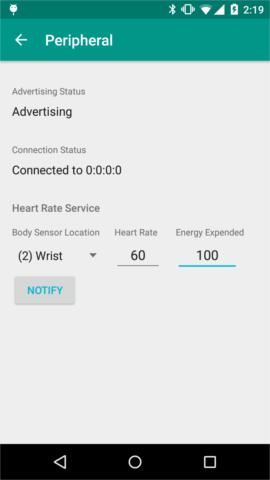 2:19
Peripheral
Advertising Status
Advertising
Connection Status
Connected to 0:0:0:0
Heart Rate Service
Body Sensor Location Heart Rate Energy Expended
(2) Wrist 60 100
NOTIFY